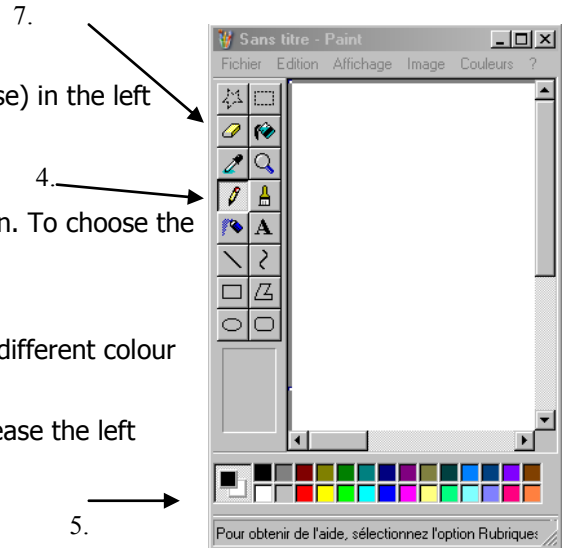 7.
Sans titre - Paint
Fichier Edition Affichage Image Couleurs ?
se) in the left
4.
n. To choose the
A
different colour
ease the left
5.
Pour obtenir de l'aide, sélectionnez l'option Rubriques